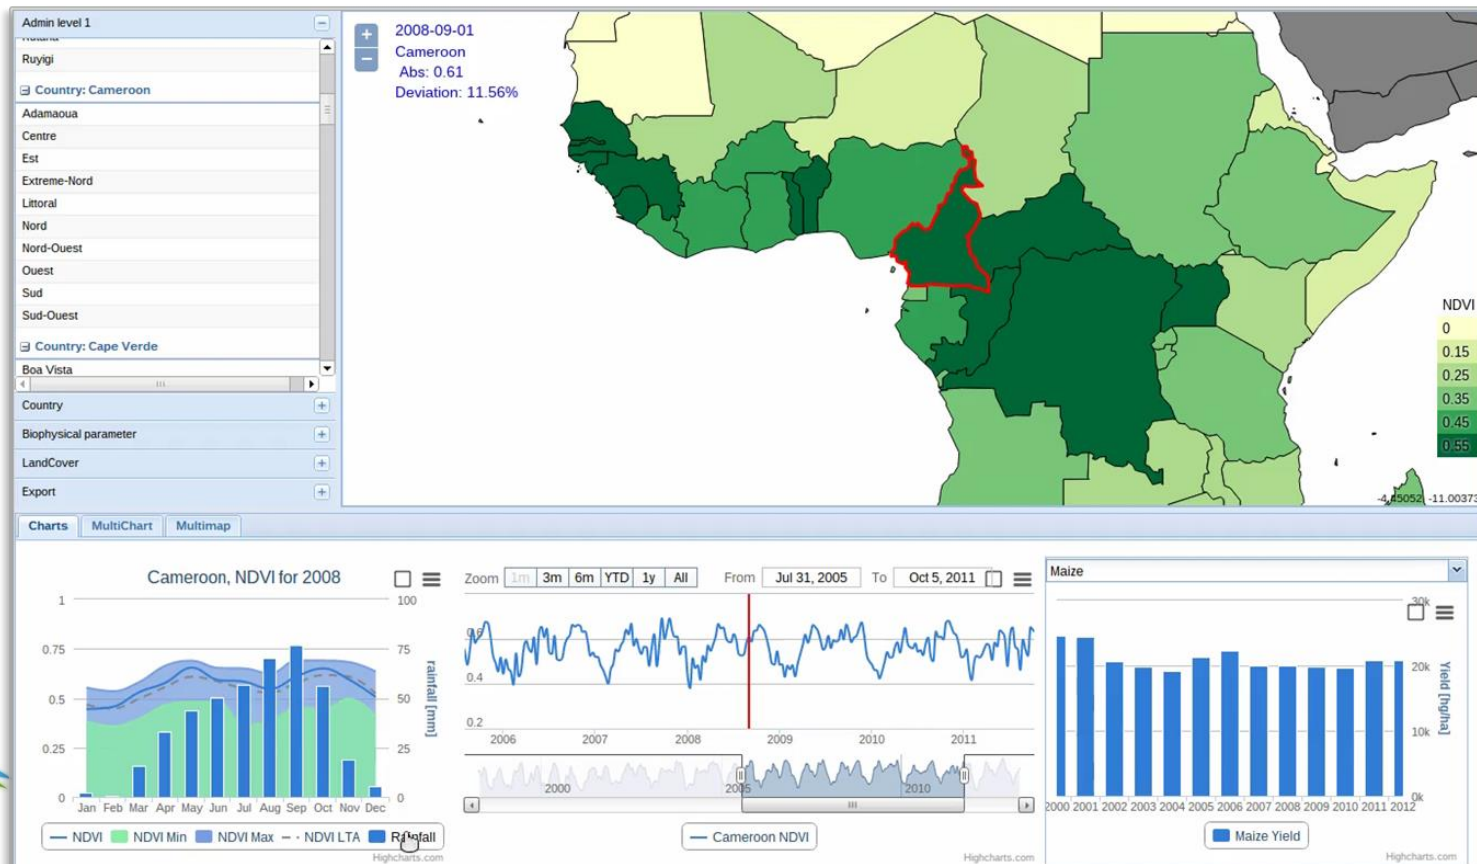 Admin level 1
Ruyigi
Country: Cameroon
Adamaoua
Centre
Est
Extreme-Nord
Littoral
Nord
Nord-Ouest
Ouest
Sud
Sud-Ouest
Country: Cape Verde
Boa Vista
Country
Biophysical parameter
LandCover
Export
2008-09-01
Cameroon
Abs: 0.61
Deviation: 11.56%
NDVI
0
0.15
0.25
0.35
0.45
0.55
-4.45052, -11.00373
Charts MultiChart Multimap
Cameroon, NDVI for 2008
1 100
0.75 75
0.5 50
0.25 25
0 0
rainfall [mm]
Jan Feb Mar Apr May Jun Jul Aug Sep Oct Nov Dec
NDVI NDVI Min NDVI Max NDVI LTA Rainfall
Highcharts.com
Zoom 1m 3m 6m YTD 1y All From Jul 31, 2005 To Oct 5, 2011
0.6
0.4
0.2
2006 2007 2008 2009 2010 2011
2000 2005 2010
Cameroon NDVI
Highcharts.com
Maize
30k
20k
10k
0k
Yield [hg/ha]
2000 2001 2002 2003 2004 2005 2006 2007 2008 2009 2010 2011 2012
Maize Yield
Highcharts.com